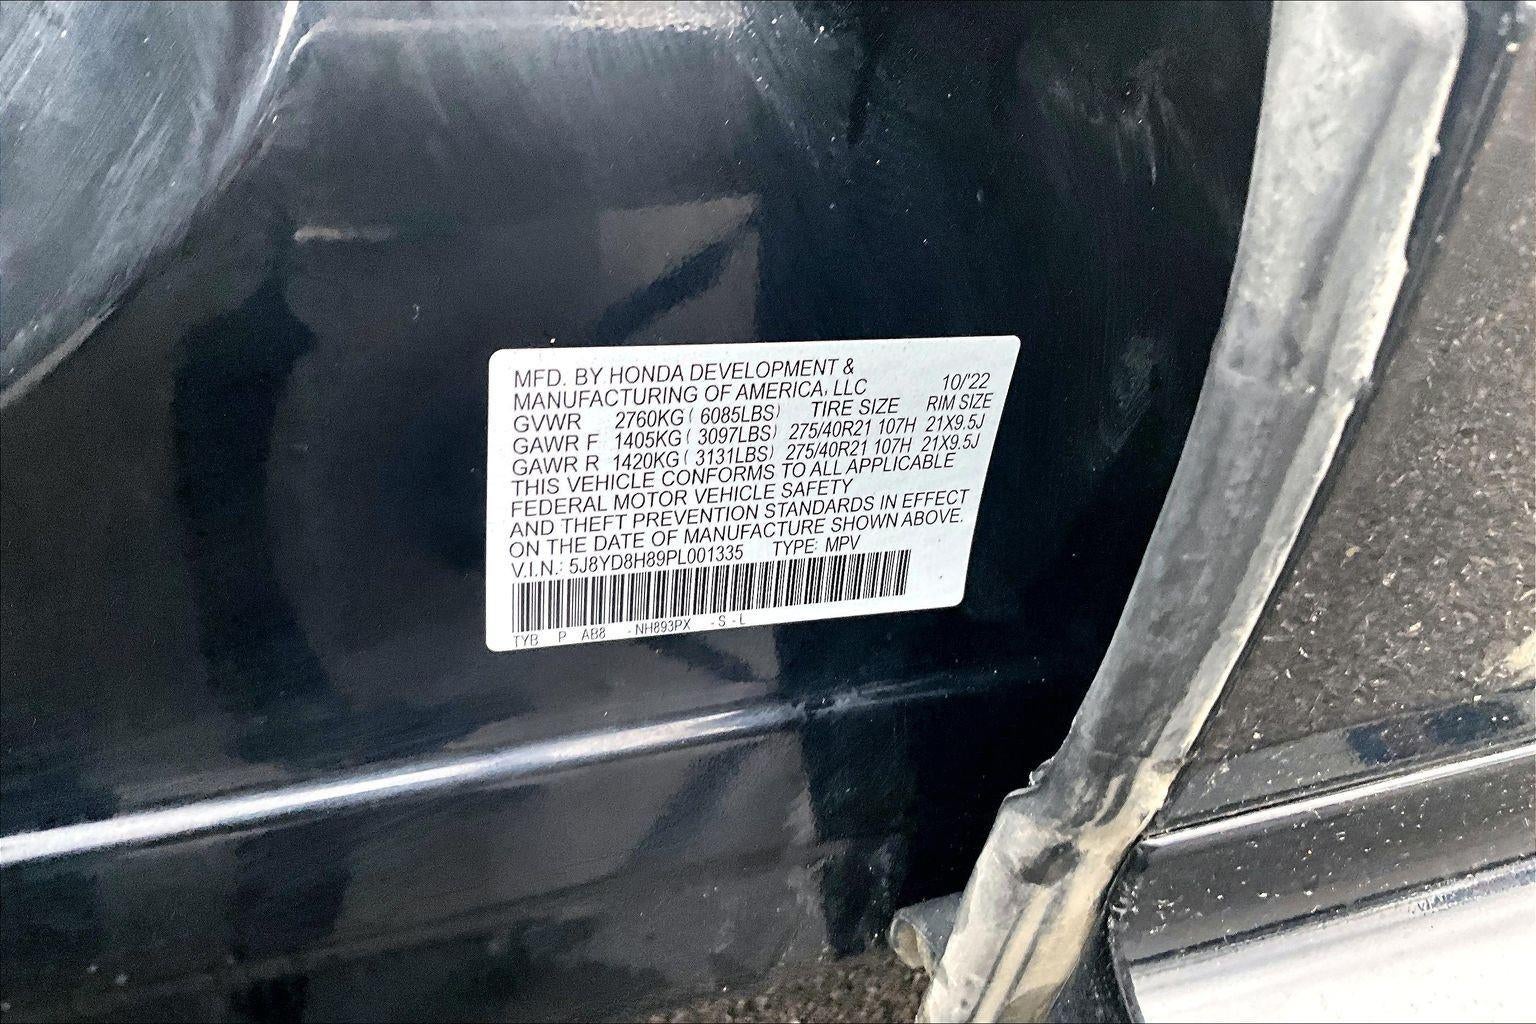 MFD. BY HONDA DEVELOPMENT &
MANUFACTURING OF AMERICA, LLC 10/'22
GVWR 2760KG ( 6085LBS) TIRE SIZE RIM SIZE
GAWR F 1405KG ( 3097LBS) 275/40R21 107H 21X9.5J
GAWR R 1420KG ( 3131LBS) 275/40R21 107H 21X9.5J
THIS VEHICLE CONFORMS TO ALL APPLICABLE
FEDERAL MOTOR VEHICLE SAFETY
AND THEFT PREVENTION STANDARDS IN EFFECT
ON THE DATE OF MANUFACTURE SHOWN ABOVE.
V.I.N.: 5J8YD8H89PL001335 TYPE: MPV
TYB P AB8 -NH893PX -S -L